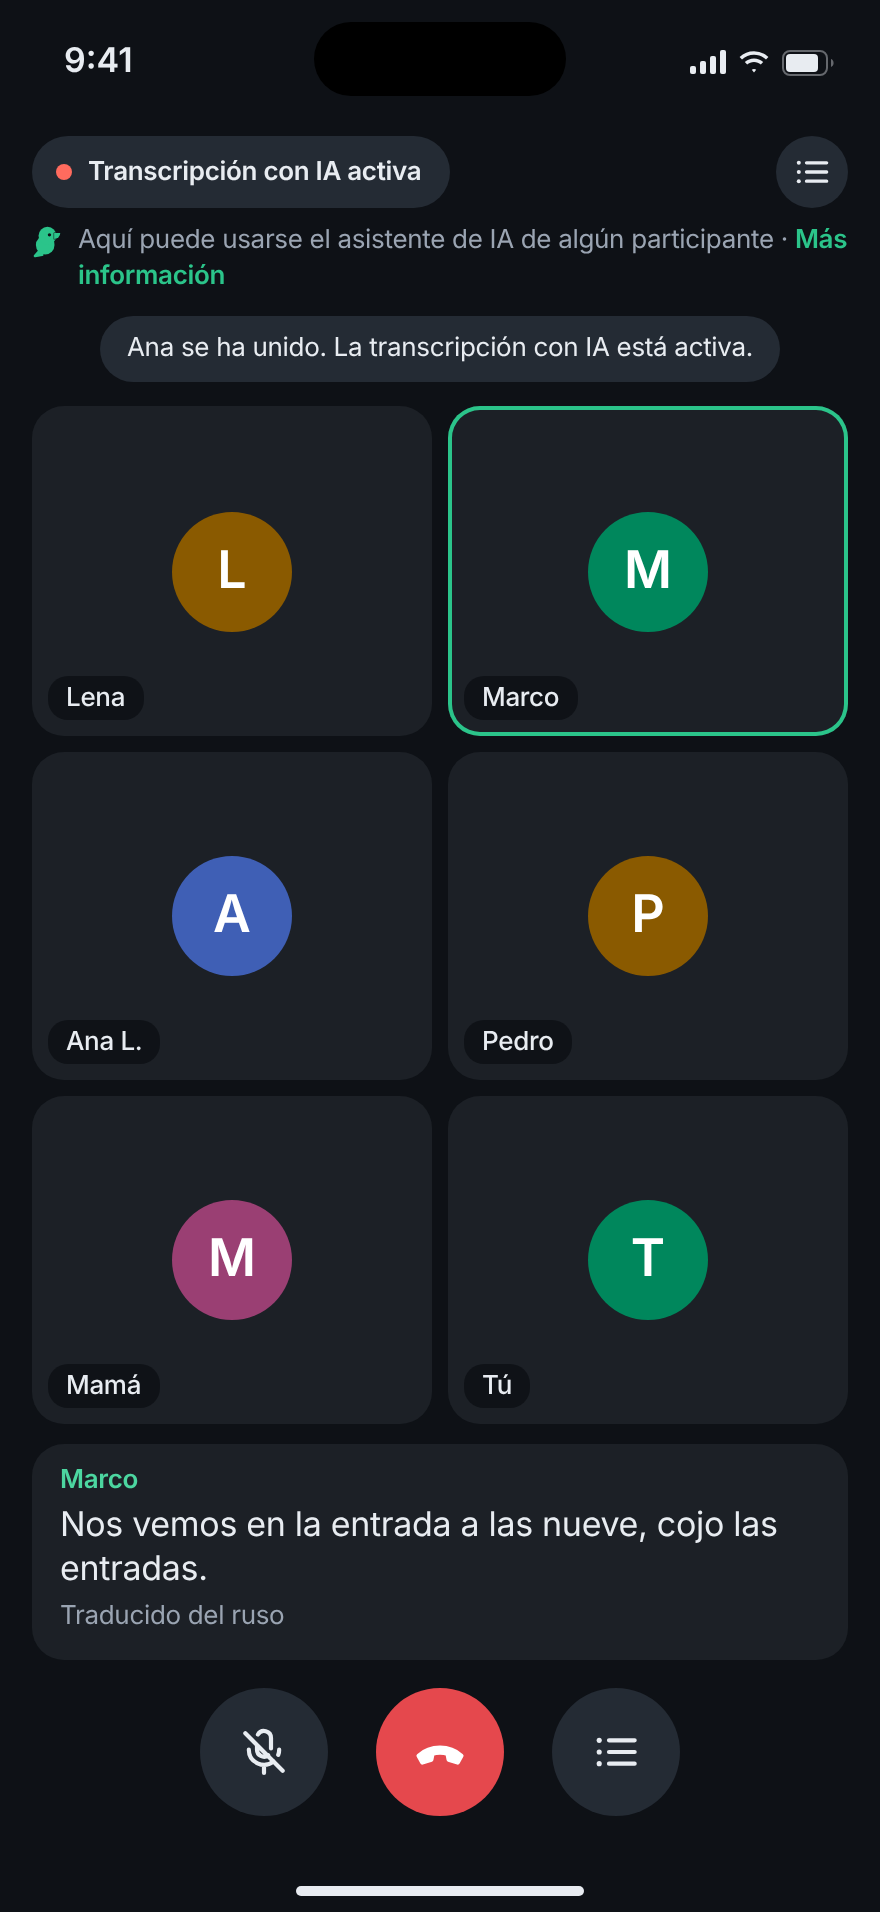 9:41
Transcripción con IA activa
Aquí puede usarse el asistente de IA de algún participante · Más
información
Ana se ha unido. La transcripción con IA está activa.
L
Lena
M
Marco
A
Ana L.
P
Pedro
M
Mamá
T
Tú
Marco
Nos vemos en la entrada a las nueve, cojo las
entradas.
Traducido del ruso